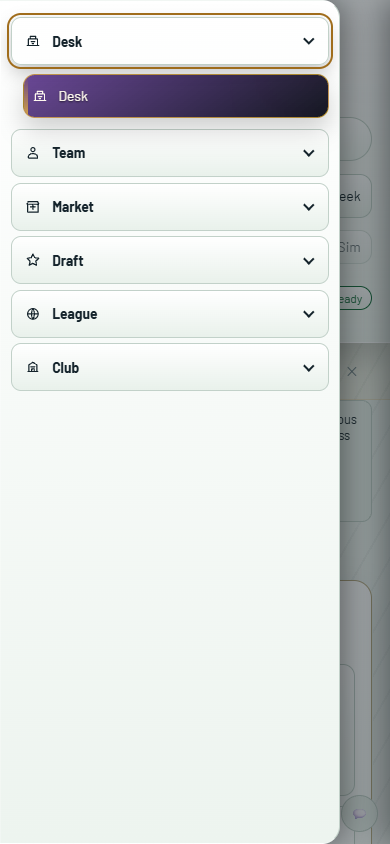 Desk
Desk
Team
Market
Draft
League
Club
eek
Sim
eady
ous
ss